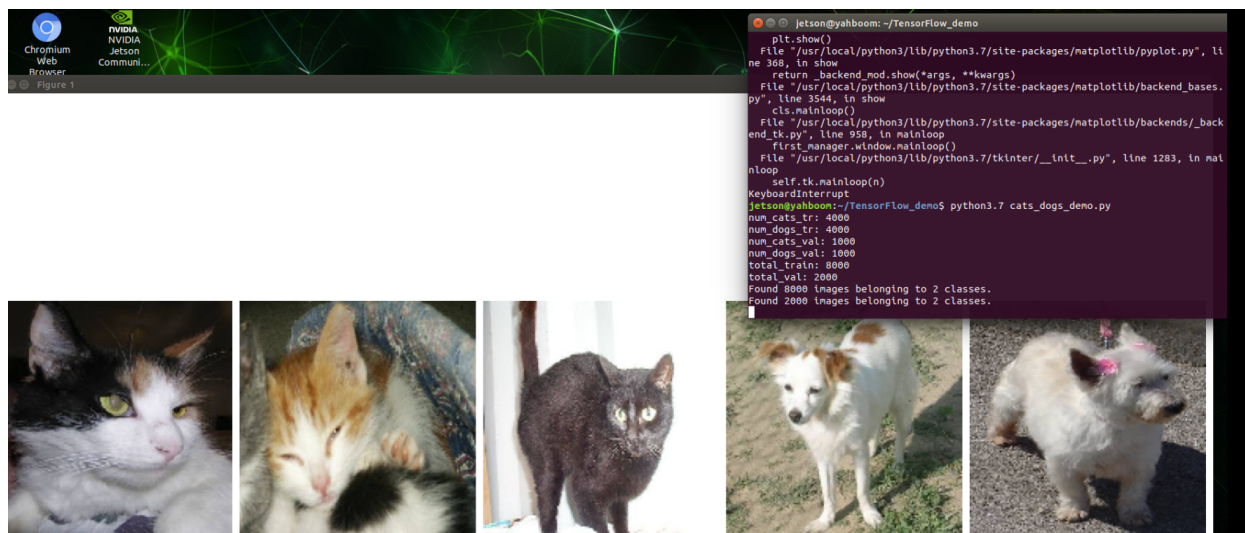 Chromium
Web
Browser
NVIDIA
NVIDIA
Jetson
Communi...
Figure 1
jetson@yahboom: ~/TensorFlow_demo
plt.show()
File "/usr/local/python3/lib/python3.7/site-packages/matplotlib/pyplot.py", li
ne 368, in show
return _backend_mod.show(*args, **kwargs)
File "/usr/local/python3/lib/python3.7/site-packages/matplotlib/backend_bases.
py", line 3544, in show
cls.mainloop()
File "/usr/local/python3/lib/python3.7/site-packages/matplotlib/backends/_back
end_tk.py", line 958, in mainloop
first_manager.window.mainloop()
File "/usr/local/python3/lib/python3.7/tkinter/__init__.py", line 1283, in mai
nloop
self.tk.mainloop(n)
KeyboardInterrupt
jetson@yahboom:~/TensorFlow_demo$ python3.7 cats_dogs_demo.py
num_cats_tr: 4000
num_dogs_tr: 4000
num_cats_val: 1000
num_dogs_val: 1000
total_train: 8000
total_val: 2000
Found 8000 images belonging to 2 classes.
Found 2000 images belonging to 2 classes.